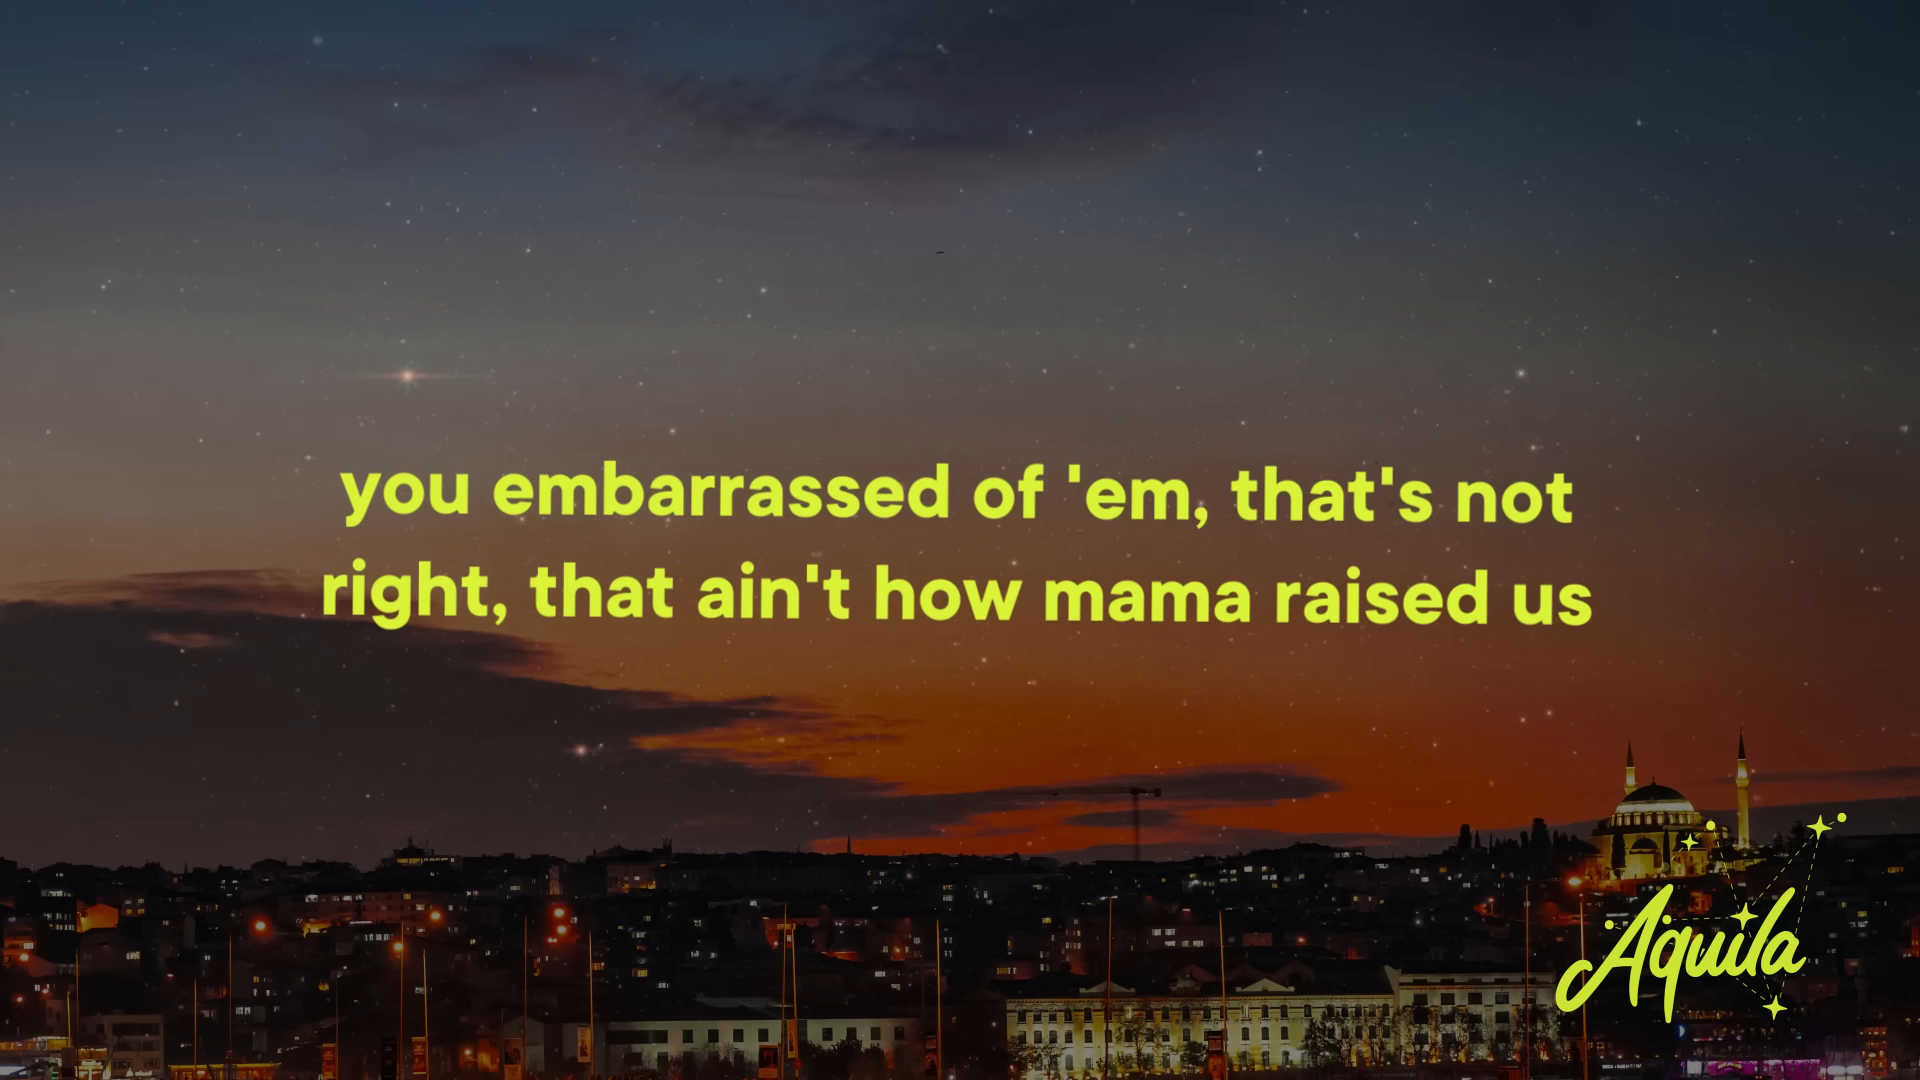 you embarrassed of 'em, that's not
right, that ain't how mama raised us
Aquila